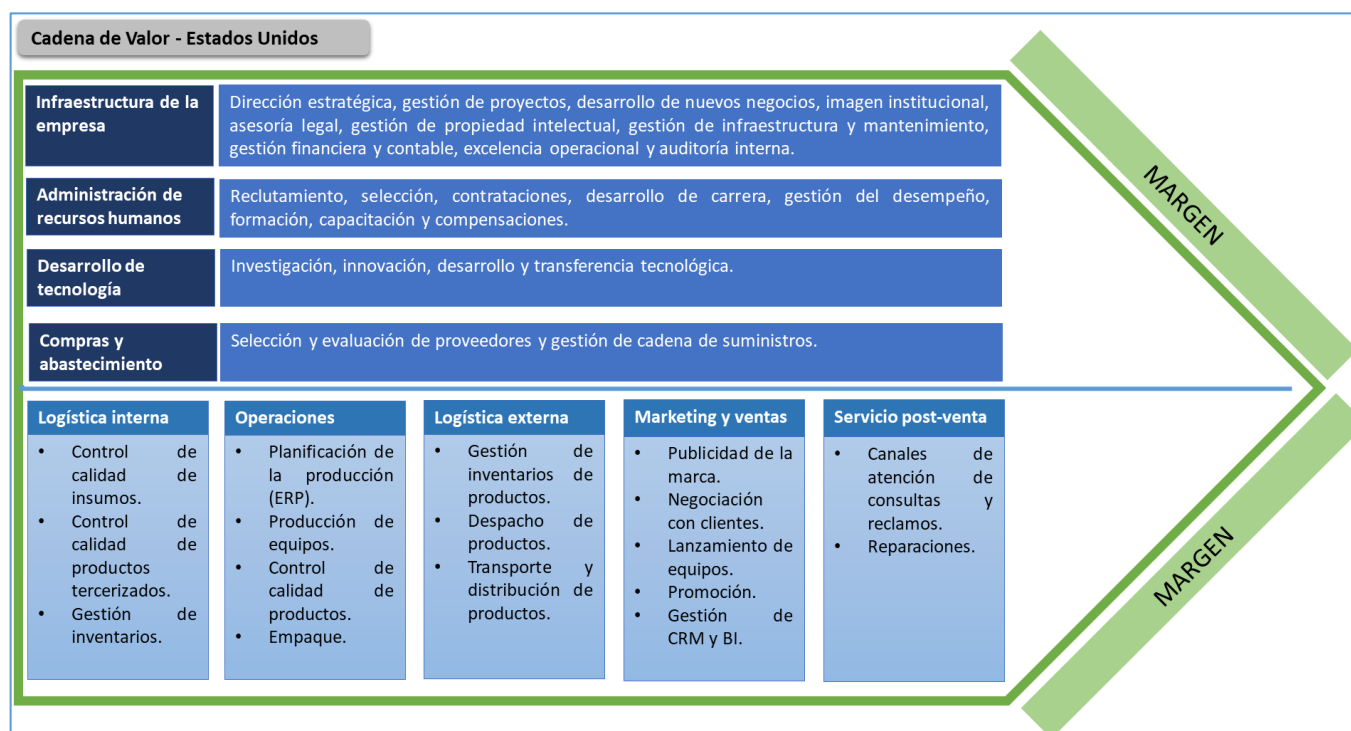 Cadena de Valor - Estados Unidos
Infraestructura de la
empresa
Dirección estratégica, gestión de proyectos, desarrollo de nuevos negocios, imagen institucional,
asesoría legal, gestión de propiedad intelectual, gestión de infraestructura y mantenimiento,
gestión financiera y contable, excelencia operacional y auditoría interna.
Administración de
recursos humanos
Reclutamiento, selección, contrataciones, desarrollo de carrera, gestión del desempeño,
formación, capacitación y compensaciones.
Desarrollo de
tecnología
Investigación, innovación, desarrollo y transferencia tecnológica.
Compras y
abastecimiento
Selección y evaluación de proveedores y gestión de cadena de suministros.
MARGEN
Logística interna
• Control de
calidad de
insumos.
• Control de
calidad de
productos
tercerizados.
• Gestión de
inventarios.
Operaciones
• Planificación de
la producción
(ERP).
• Producción de
equipos.
• Control de
calidad de
productos.
• Empaque.
Logística externa
• Gestión de
inventarios de
productos.
• Despacho de
productos.
• Transporte y
distribución de
productos.
Marketing y ventas
• Publicidad de la
marca.
• Negociación
con clientes.
• Lanzamiento de
equipos.
• Promoción.
• Gestión de
CRM y BI.
Servicio post-venta
• Canales de
atención de
consultas y
reclamos.
• Reparaciones.
MARGEN